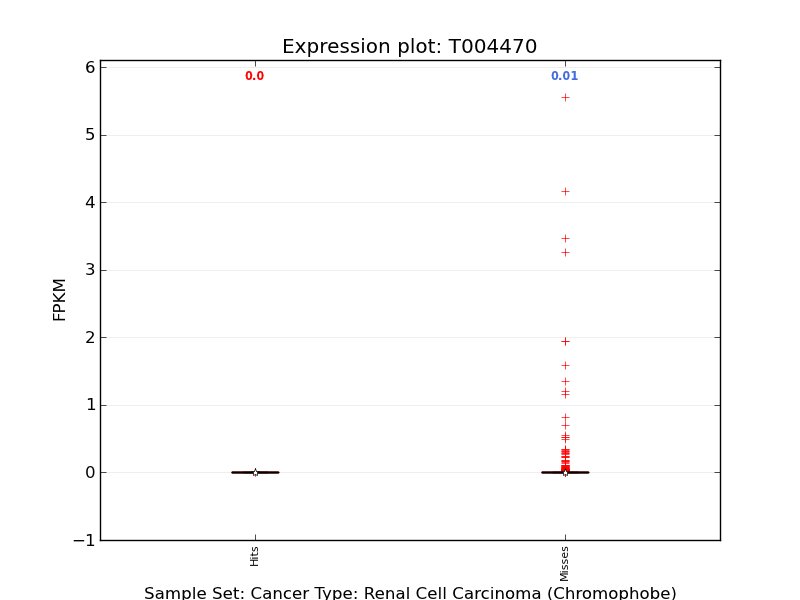 Expression plot: T004470
0.0
0.01
6
5
4
3
2
1
0
−1
FPKM
Hits
Misses
Sample Set: Cancer Type: Renal Cell Carcinoma (Chromophobe)